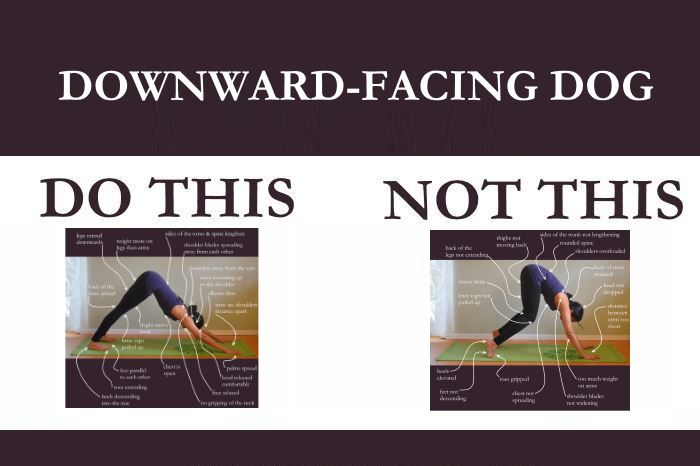 DOWNWARD-FACING DOG
DO THIS
NOT THIS
legs extend
downwards
weight more on
legs than arms
sides of the torso & spine lengthen
shoulder blades spreading
away from each other
shoulders away from the ears
arms extending up
to the shoulder
elbows firm
arms are shoulders
distance apart
back of the
knee spread
thighs move
back
knee caps
pulled up
feet parallel
to each other
toes extending
heels descending
into the mat
chest is
open
palms spread
head released
comfortably
face relaxed
no gripping of the neck
thighs not
moving back
sides of the trunk not lengthening
rounded spine
shoulders overloaded
back of the
legs not extending
back of neck
strained
head not
dropped
knees bent
knee caps not
pulled up
distance
between
arms too
short
heels
elevated
feet not
descending
toes gripped
chest not
spreading
too much weight
on arms
shoulder blades
not widening